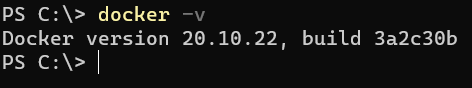 PS C:\> docker -v
Docker version 20.10.22, build 3a2c30b
PS C:\>